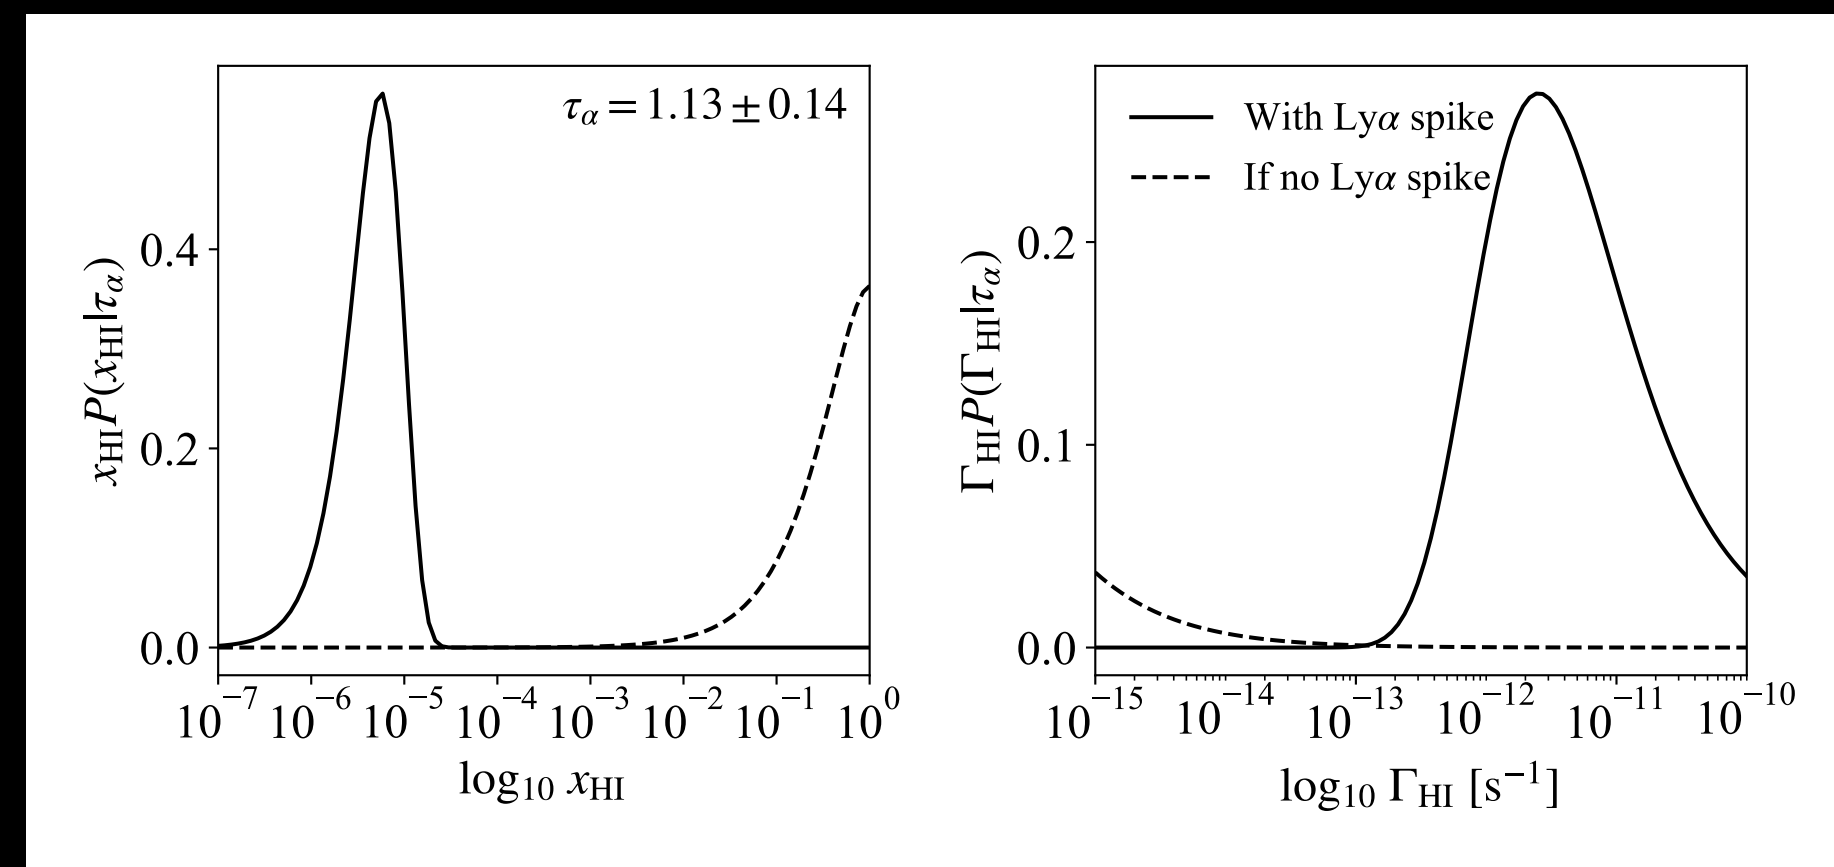 τα = 1.13 ± 0.14
xHIP(xHI|τα)
0.4
0.2
0.0
10⁻⁷ 10⁻⁶ 10⁻⁵ 10⁻⁴ 10⁻³ 10⁻² 10⁻¹ 10⁰
log₁₀ xHI
With Lyα spike
If no Lyα spike
ΓHIP(ΓHI|τα)
0.2
0.1
0.0
10⁻¹⁵ 10⁻¹⁴ 10⁻¹³ 10⁻¹² 10⁻¹¹ 10⁻¹⁰
log₁₀ ΓHI [s⁻¹]